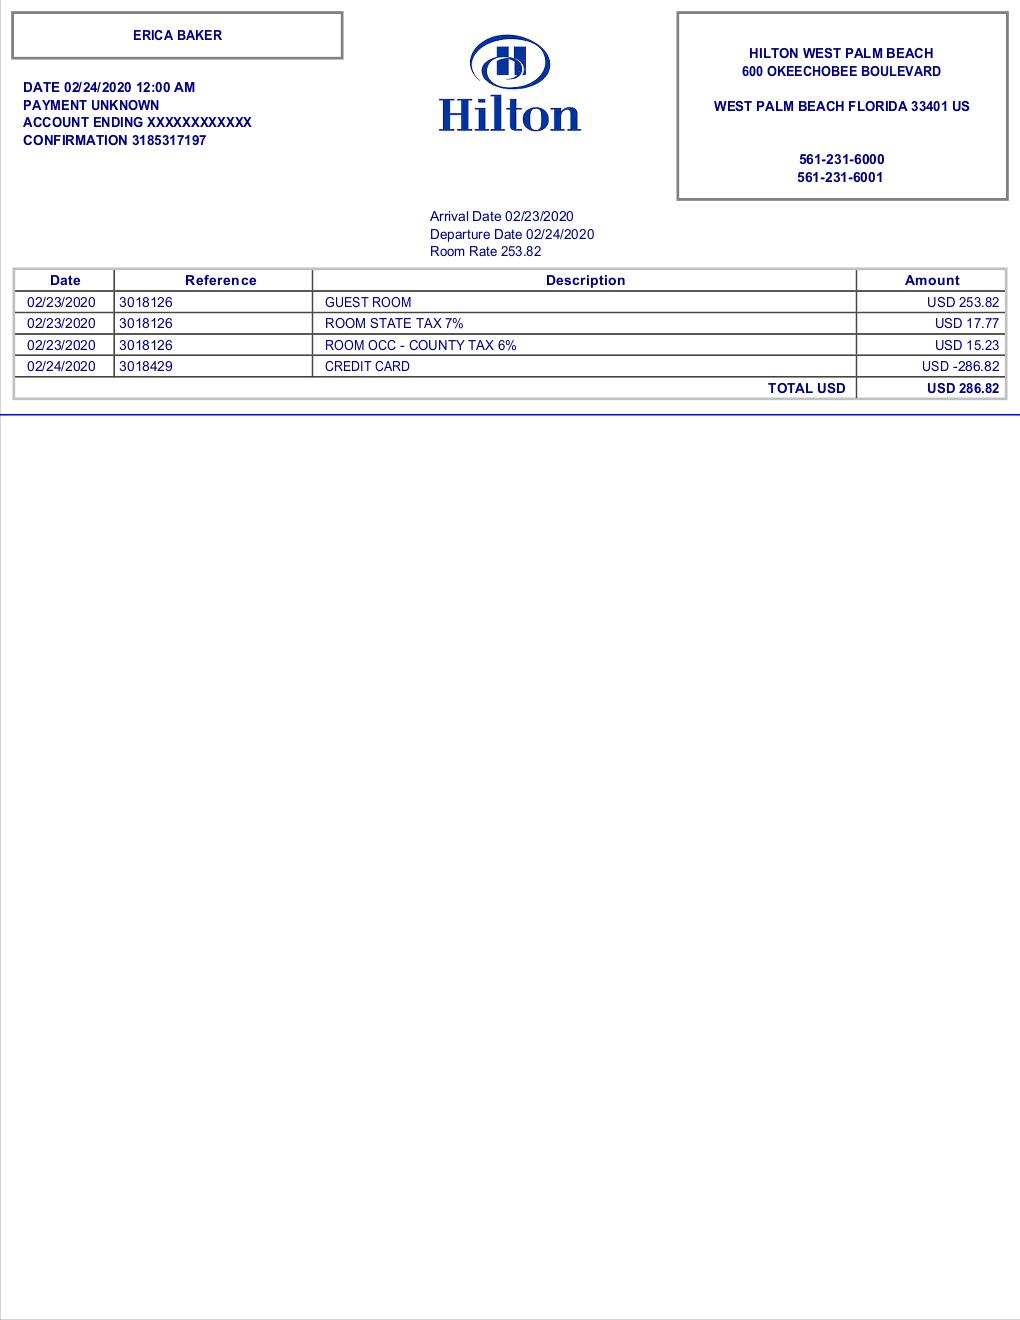 ERICA BAKER
DATE 02/24/2020 12:00 AM
PAYMENT UNKNOWN
ACCOUNT ENDING XXXXXXXXXXXX
CONFIRMATION 3185317197
Hilton
HILTON WEST PALM BEACH
600 OKEECHOBEE BOULEVARD
WEST PALM BEACH FLORIDA 33401 US
561-231-6000
561-231-6001
Arrival Date 02/23/2020
Departure Date 02/24/2020
Room Rate 253.82
Date Reference Description Amount
02/23/2020 3018126 GUEST ROOM USD 253.82
02/23/2020 3018126 ROOM STATE TAX 7% USD 17.77
02/23/2020 3018126 ROOM OCC - COUNTY TAX 6% USD 15.23
02/24/2020 3018429 CREDIT CARD USD -286.82
TOTAL USD USD 286.82